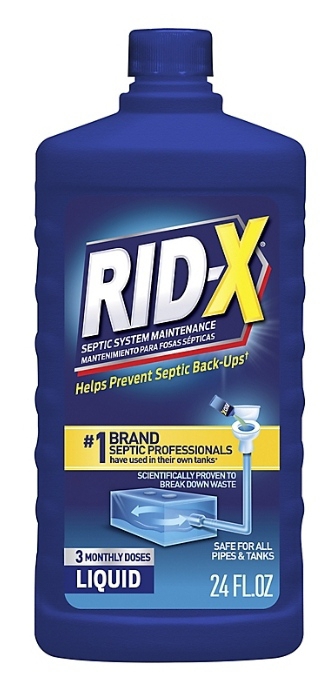 RID-X®
SEPTIC SYSTEM MAINTENANCE
MANTENIMIENTO PARA FOSAS SÉPTICAS
Helps Prevent Septic Back-Ups†
#1 BRAND
SEPTIC PROFESSIONALS
have used in their own tanks*
SCIENTIFICALLY PROVEN TO
BREAK DOWN WASTE
SAFE FOR ALL
PIPES & TANKS
3 MONTHLY DOSES
LIQUID
24 FL.OZ